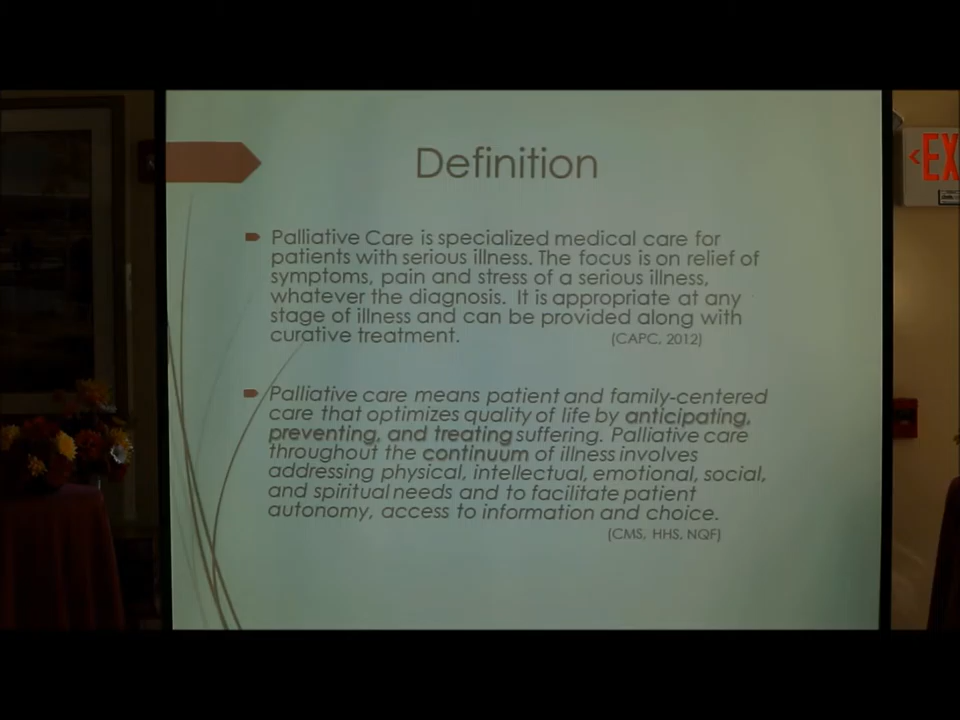 Definition
<EX
Palliative Care is specialized medical care for
patients with serious illness. The focus is on relief of
symptoms, pain and stress of a serious illness,
whatever the diagnosis. It is appropriate at any
stage of illness and can be provided along with
curative treatment. (CAPC, 2012)
Palliative care means patient and family-centered
care that optimizes quality of life by anticipating,
preventing, and treating suffering. Palliative care
throughout the continuum of illness involves
addressing physical, intellectual, emotional, social,
and spiritual needs and to facilitate patient
autonomy, access to information and choice.
(CMS, HHS, NQF)